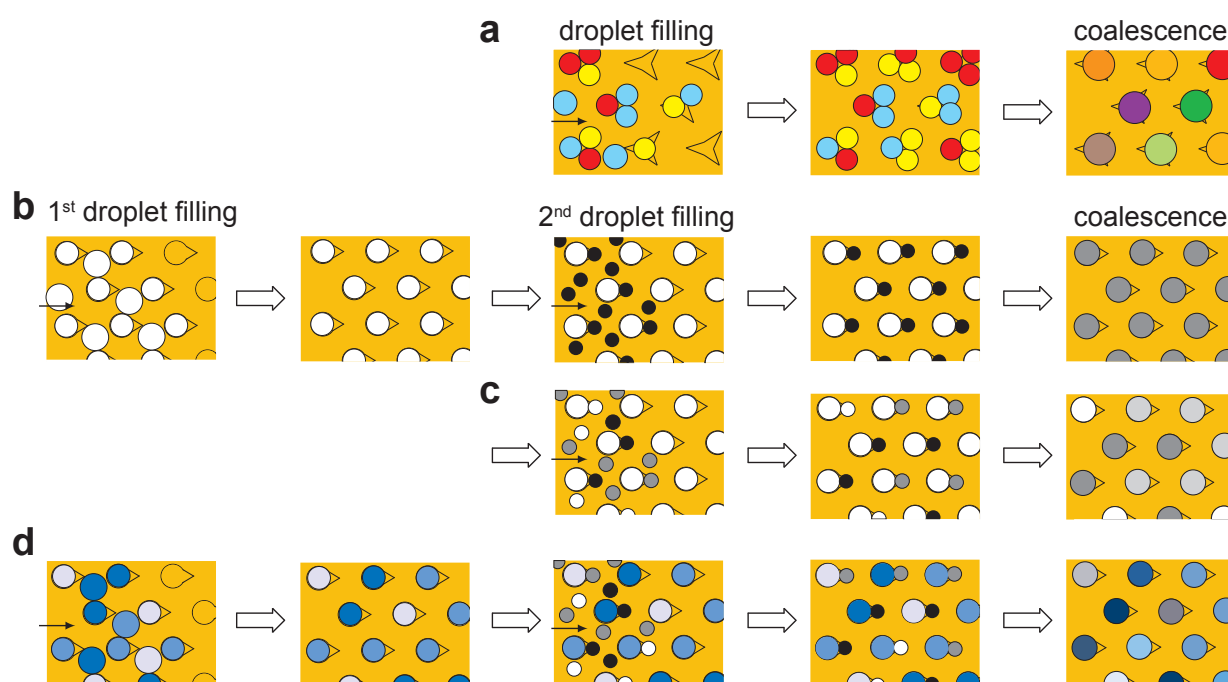 a
droplet filling
coalescence
b
1st droplet filling
2nd droplet filling
coalescence
c
d